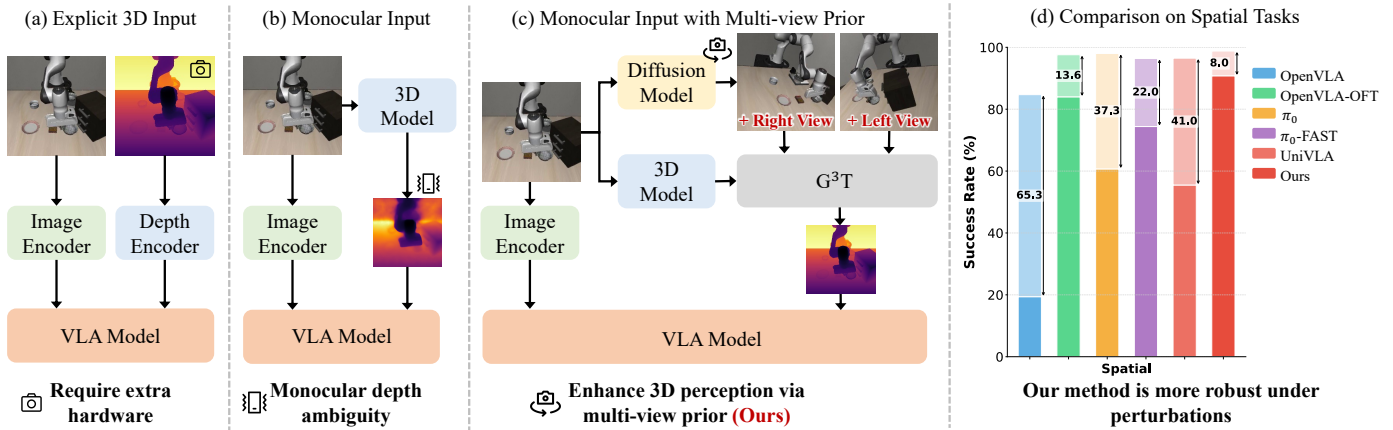 (a) Explicit 3D Input
Image
Encoder
Depth
Encoder
VLA Model
Require extra
hardware
(b) Monocular Input
3D
Model
Image
Encoder
VLA Model
Monocular depth
ambiguity
(c) Monocular Input with Multi-view Prior
Diffusion
Model
+ Right View
+ Left View
3D
Model
G³T
Image
Encoder
VLA Model
Enhance 3D perception via
multi-view prior (Ours)
(d) Comparison on Spatial Tasks
Success Rate (%)
100
80
60
40
20
0
65.3
13.6
37.3
22.0
41.0
8.0
Spatial
OpenVLA
OpenVLA-OFT
π₀
π₀-FAST
UniVLA
Ours
Our method is more robust under
perturbations